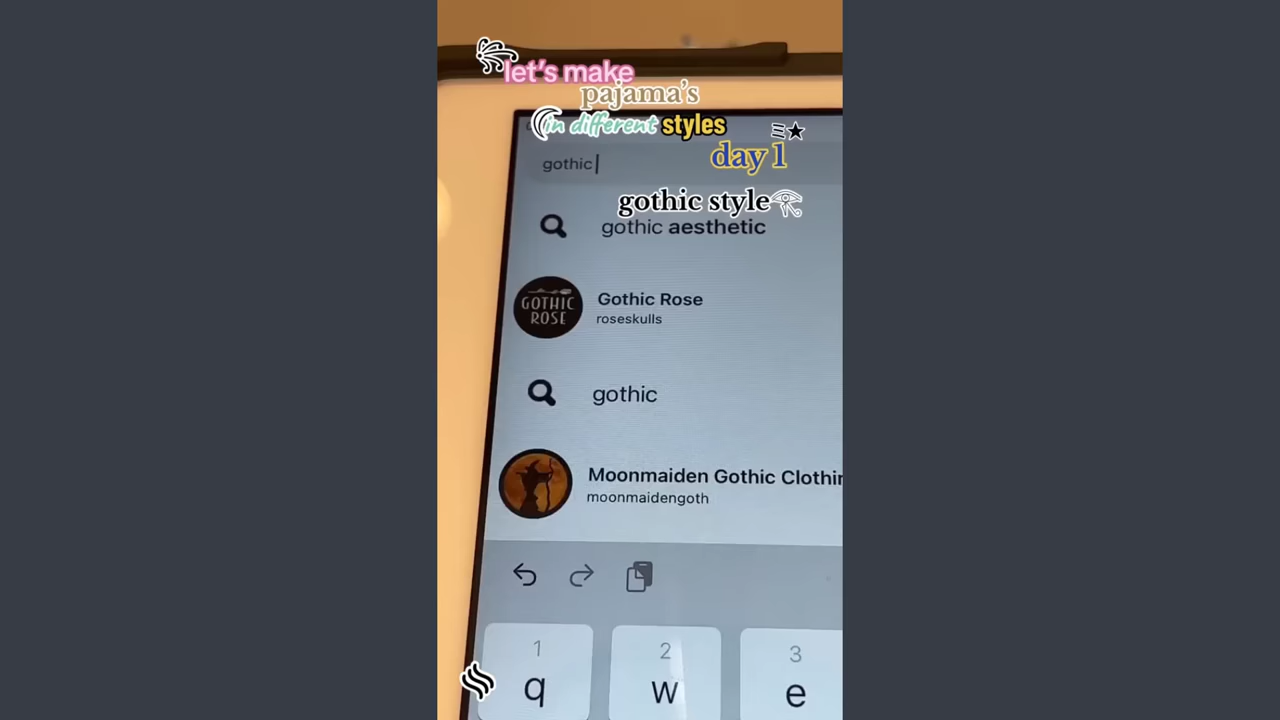 let's make
pajama's
in different styles
day 1
gothic
gothic style
gothic aesthetic
GOTHIC
ROSE
Gothic Rose
roseskulls
gothic
Moonmaiden Gothic Clothin
moonmaidengoth
1 2 3
q w e